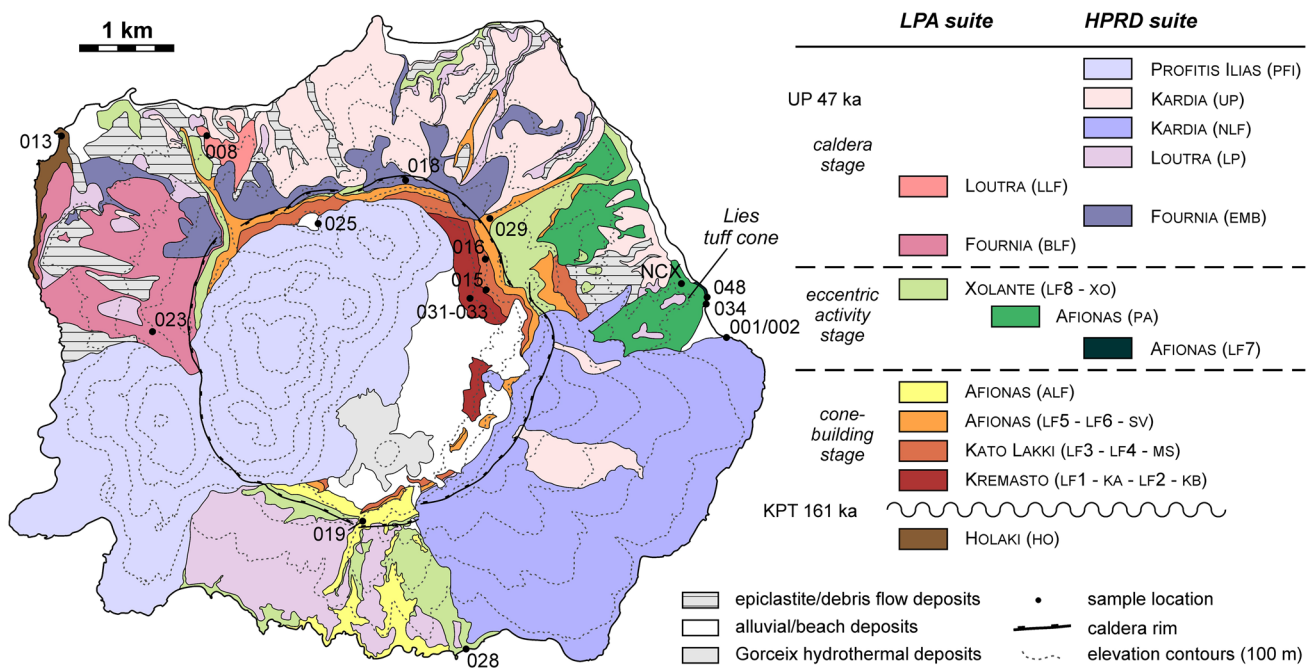 1 km
LPA suite
HPRD suite
PROFITIS ILIAS (PFI)
UP 47 ka
KARDIA (UP)
caldera
stage
KARDIA (NLF)
LOUTRA (LP)
LOUTRA (LLF)
FOURNIA (EMB)
FOURNIA (BLF)
eccentric
activity
stage
XOLANTE (LF8 - XO)
AFIONAS (PA)
AFIONAS (LF7)
cone-
building
stage
AFIONAS (ALF)
AFIONAS (LF5 - LF6 - SV)
KATO LAKKI (LF3 - LF4 - MS)
KREMASTO (LF1 - KA - LF2 - KB)
KPT 161 ka
HOLAKI (HO)
013
008
018
025
029
016
015
031-033
Lies
tuff cone
NCX
048
034
001/002
023
019
028
epiclastite/debris flow deposits
alluvial/beach deposits
Gorceix hydrothermal deposits
sample location
caldera rim
elevation contours (100 m)